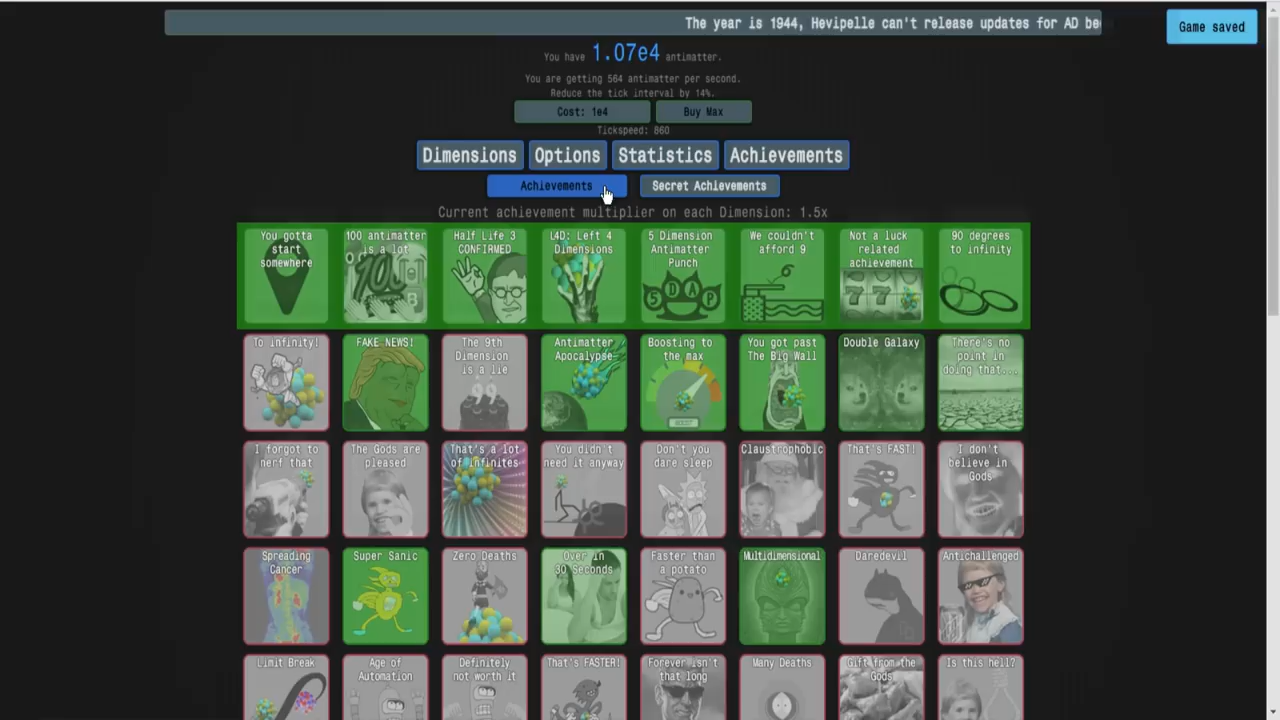 The year is 1944, Hevipelle can't release updates for AD be
Game saved
You have 1.07e4 antimatter.
You are getting 564 antimatter per second.
Reduce the tick interval by 14%.
Cost: 1e4
Buy Max
Tickspeed: 860
Dimensions
Options
Statistics
Achievements
Achievements
Secret Achievements
Current achievement multiplier on each Dimension: 1.5x
You gotta
start
somewhere
100 antimatter
is a lot
Half Life 3
CONFIRMED
L4D: Left 4
Dimensions
5 Dimension
Antimatter
Punch
We couldn't
afford 9
Not a luck
related
achievement
90 degrees
to infinity
5 D A P
7 7
To infinity!
FAKE NEWS!
The 9th
Dimension
is a lie
99
Antimatter
Apocalypse
Boosting to
the max
BOOST
You got past
The Big Wall
Double Galaxy
There's no
point in
doing that...
I forgot to
nerf that
The Gods are
pleased
That's a lot
of infinites
You didn't
need it anyway
Don't you
dare sleep
Claustrophobic
That's FAST!
I don't
believe in
Gods
Spreading
Cancer
Super Sanic
Zero Deaths
Over in
30 Seconds
Faster than
a potato
Multidimensional
Daredevil
Antichallenged
Limit Break
Age of
Automation
Definitely
not worth it
That's FASTER!
Forever isn't
that long
Many Deaths
Gift from the
Gods
Is this hell?